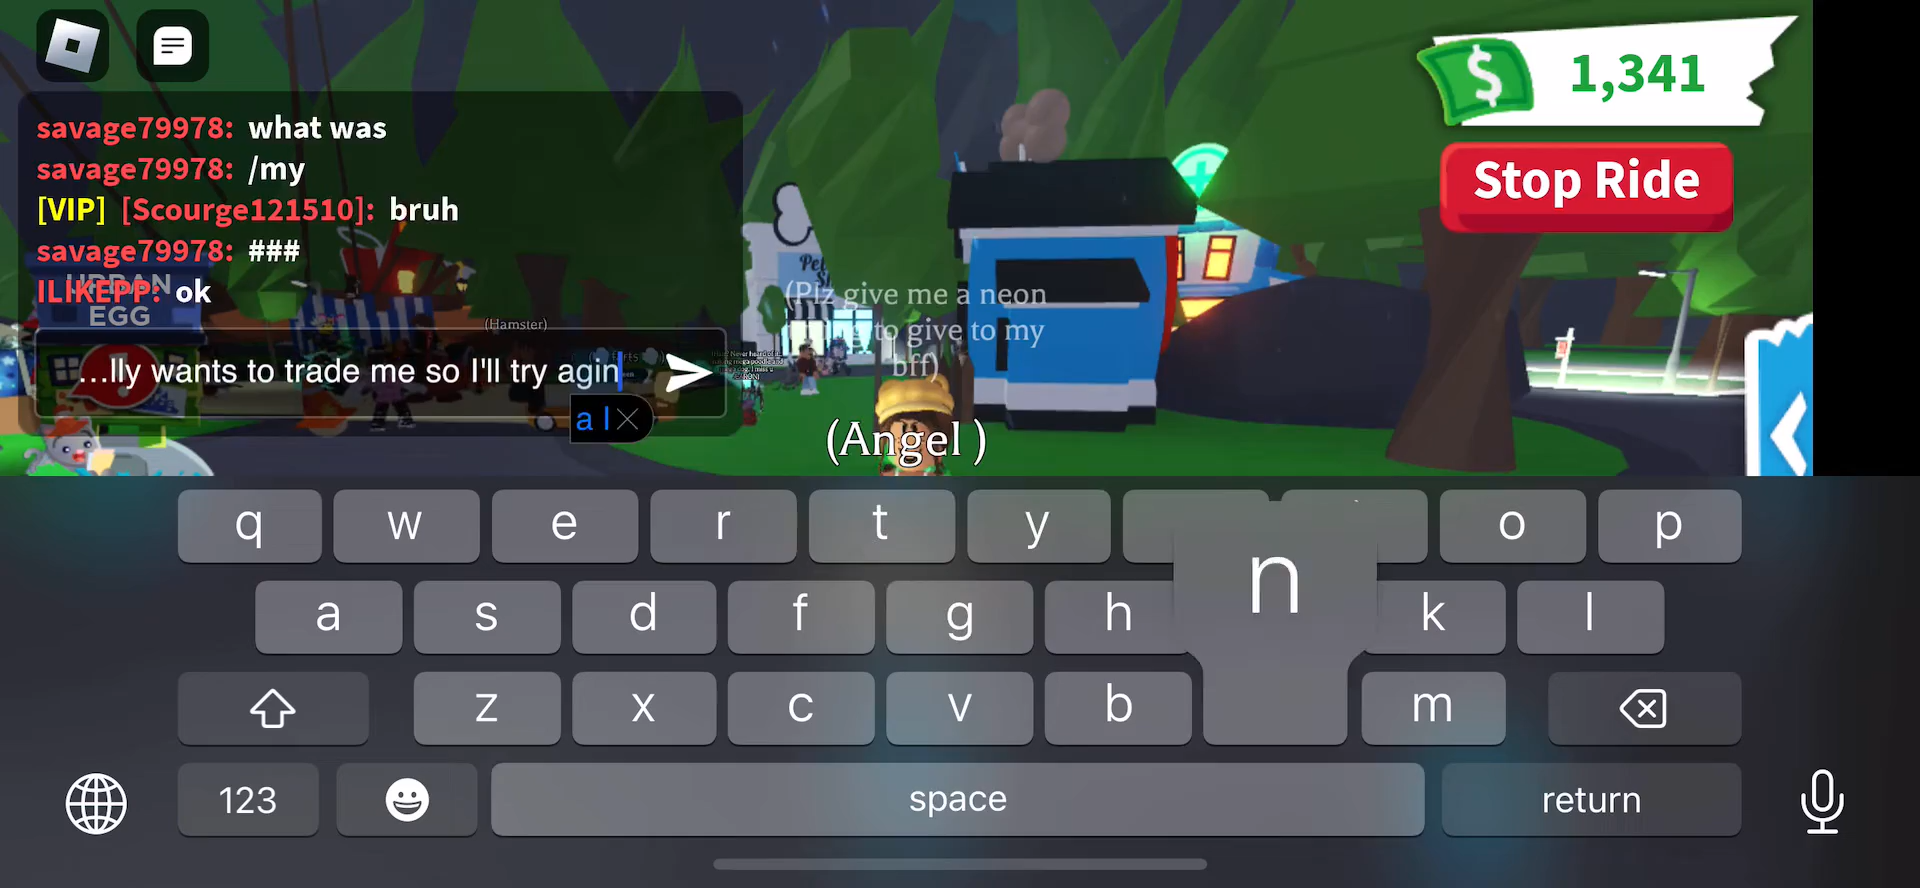 1,341
Stop Ride
savage79978: what was
savage79978: /my
[VIP] [Scourge121510]: bruh
savage79978: ###
ILIKEPP: ok
URBAN
EGG
(Hamster)
...lly wants to trade me so I'll try agin
a I
Pet
(Plz give me a neon
to give to my
bff)
(Angel )
q w e r t y o p
a s d f g h k l
n
z x c v b m
123 space return